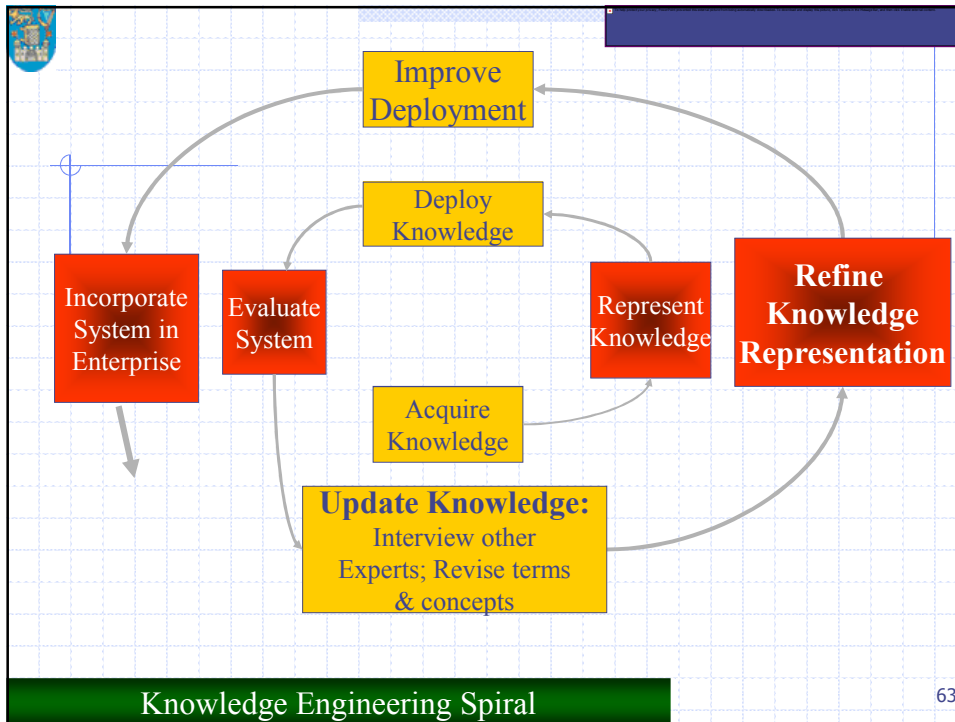 Improve
Deployment
Deploy
Knowledge
Incorporate
System in
Enterprise
Evaluate
System
Represent
Knowledge
Refine
Knowledge
Representation
Acquire
Knowledge
Update Knowledge:
Interview other
Experts; Revise terms
& concepts
Knowledge Engineering Spiral
63